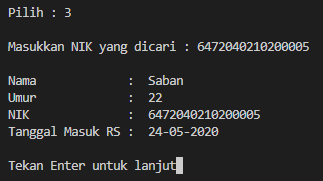 Pilih : 3
Masukkan NIK yang dicari : 6472040210200005
Nama : Saban
Umur : 22
NIK : 6472040210200005
Tanggal Masuk RS : 24-05-2020
Tekan Enter untuk lanjut